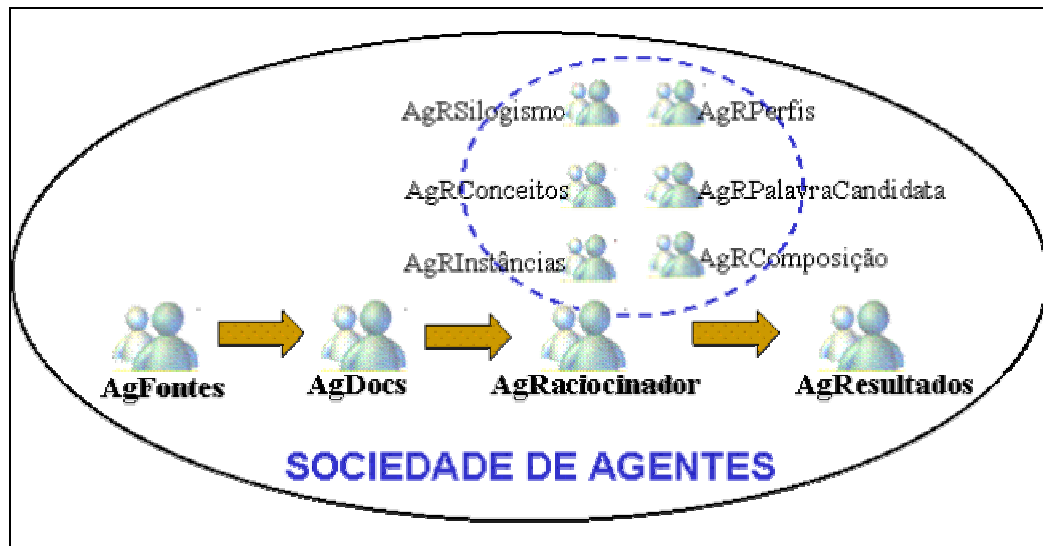 AgRSilogismo AgRPerfis
AgRConceitos AgRPalavraCandidata
AgRInstâncias AgRComposição
AgFontes AgDocs AgRaciocinador AgResultados
SOCIEDADE DE AGENTES